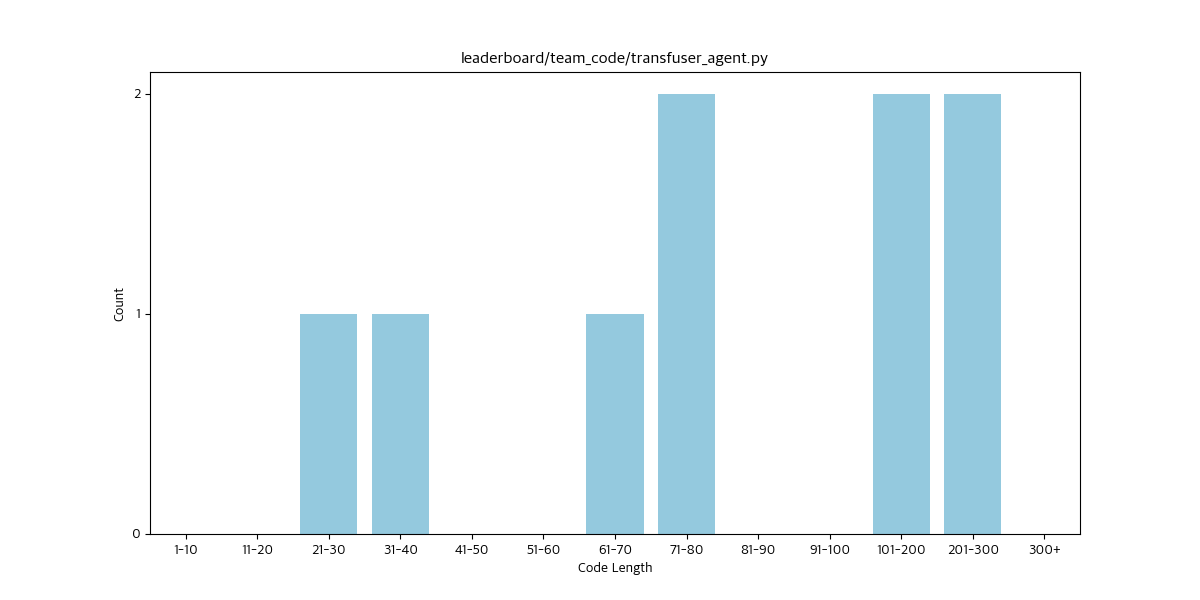 leaderboard/team_code/transfuser_agent.py
2
1
0
Count
1-10 11-20 21-30 31-40 41-50 51-60 61-70 71-80 81-90 91-100 101-200 201-300 300+
Code Length